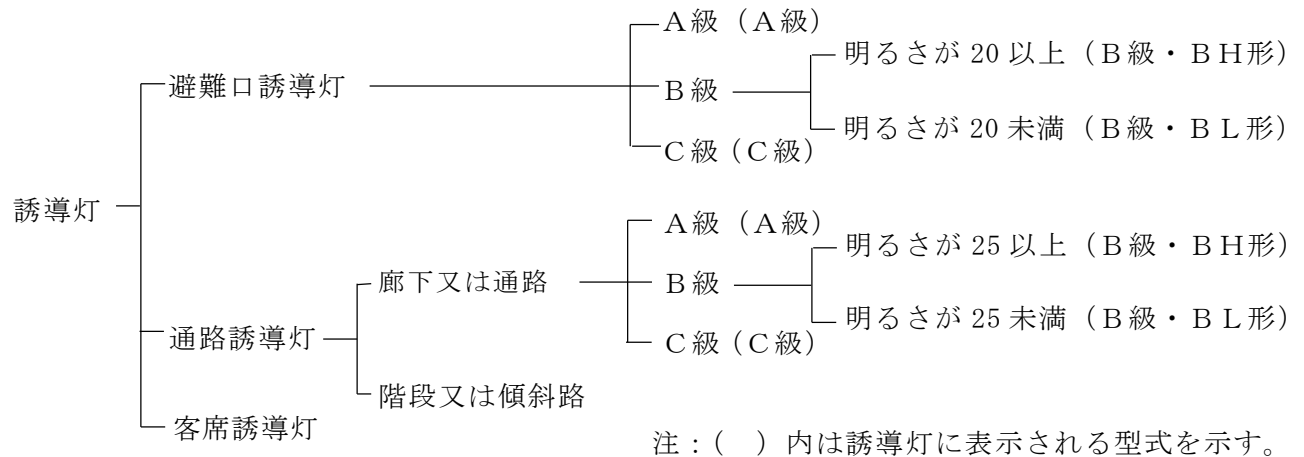 誘導灯
避難口誘導灯
A級（A級）
B級
明るさが 20 以上（B級・BH形）
明るさが 20 未満（B級・BL形）
C級（C級）
通路誘導灯
廊下又は通路
A級（A級）
B級
明るさが 25 以上（B級・BH形）
明るさが 25 未満（B級・BL形）
C級（C級）
階段又は傾斜路
客席誘導灯
注：（　）内は誘導灯に表示される型式を示す。